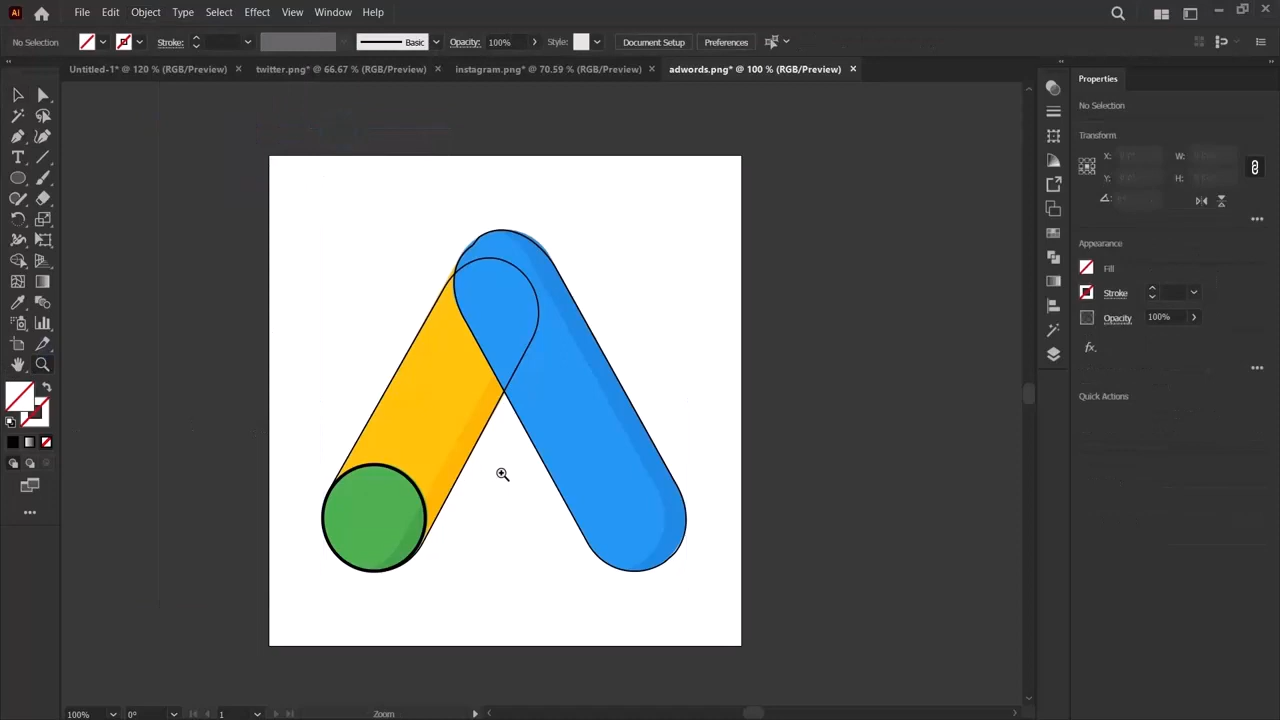 Ai File Edit Object Type Select Effect View Window Help
No Selection Stroke: Basic Opacity: 100% Style: Document Setup Preferences
Untitled-1* @ 120 % (RGB/Preview) × twitter.png* @ 66.67 % (RGB/Preview) × instagram.png* @ 70.59 % (RGB/Preview) × adwords.png* @ 100 % (RGB/Preview) ×
Properties
No Selection
Transform
X: W:
Y: H:
Appearance
Fill
Stroke
Opacity 100%
fx.
Quick Actions
100% 0° 1 Zoom